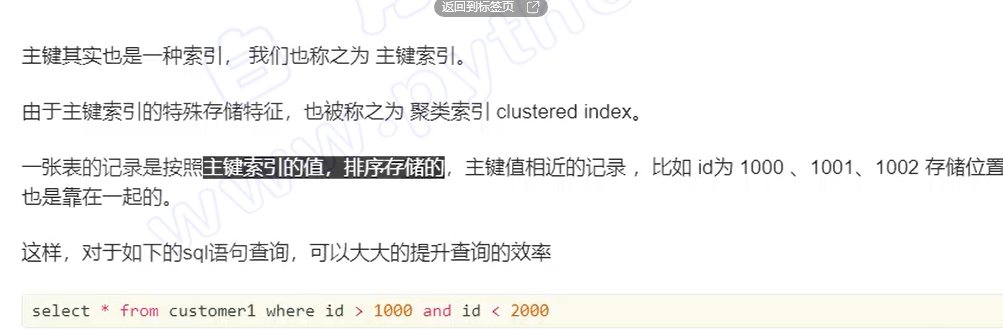 返回到标签页
主键其实也是一种索引， 我们也称之为 主键索引。
由于主键索引的特殊存储特征，也被称之为 聚类索引 clustered index。
一张表的记录是按照主键索引的值，排序存储的，主键值相近的记录 ，比如 id为 1000 、1001、1002 存储位置
也是靠在一起的。
这样，对于如下的sql语句查询，可以大大的提升查询的效率
select * from customer1 where id > 1000 and id < 2000